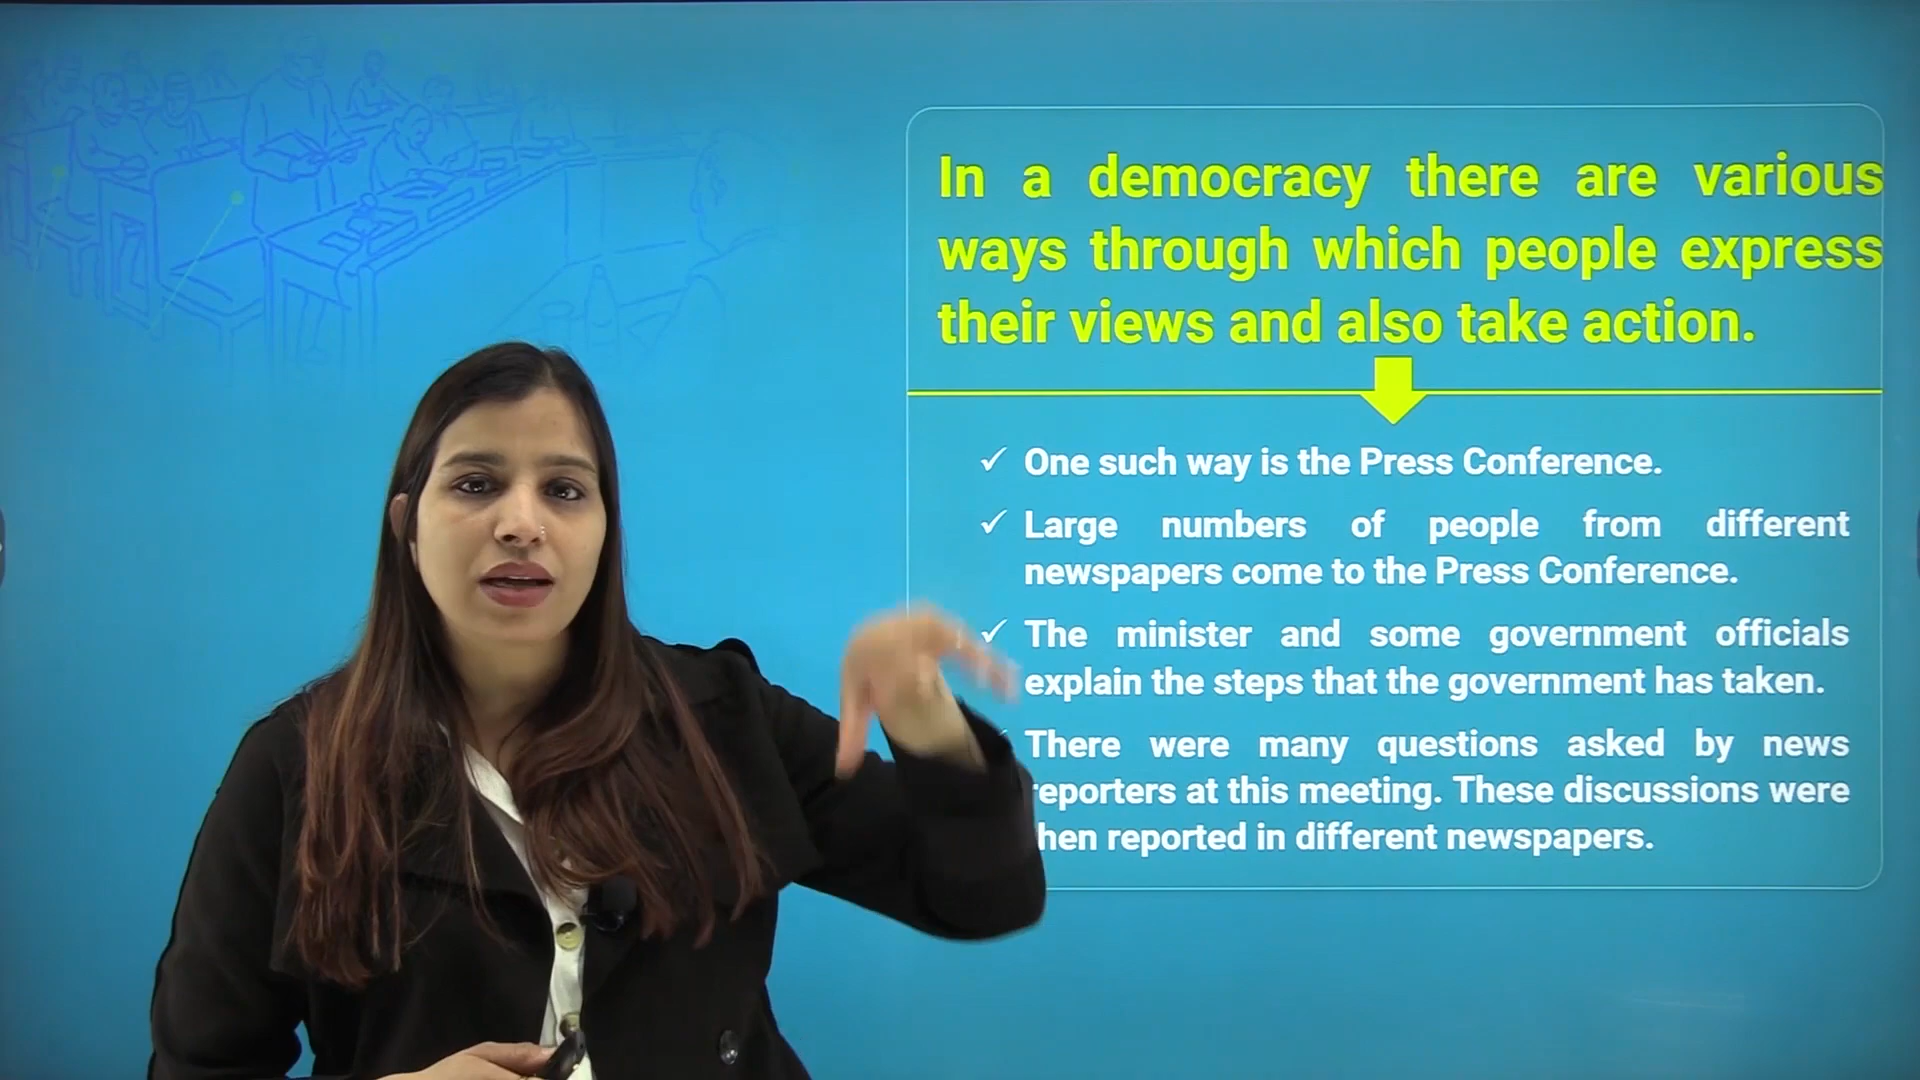 In a democracy there are various
ways through which people express
their views and also take action.
One such way is the Press Conference.
Large numbers of people from different
newspapers come to the Press Conference.
The minister and some government officials
explain the steps that the government has taken.
There were many questions asked by news
reporters at this meeting. These discussions were
then reported in different newspapers.